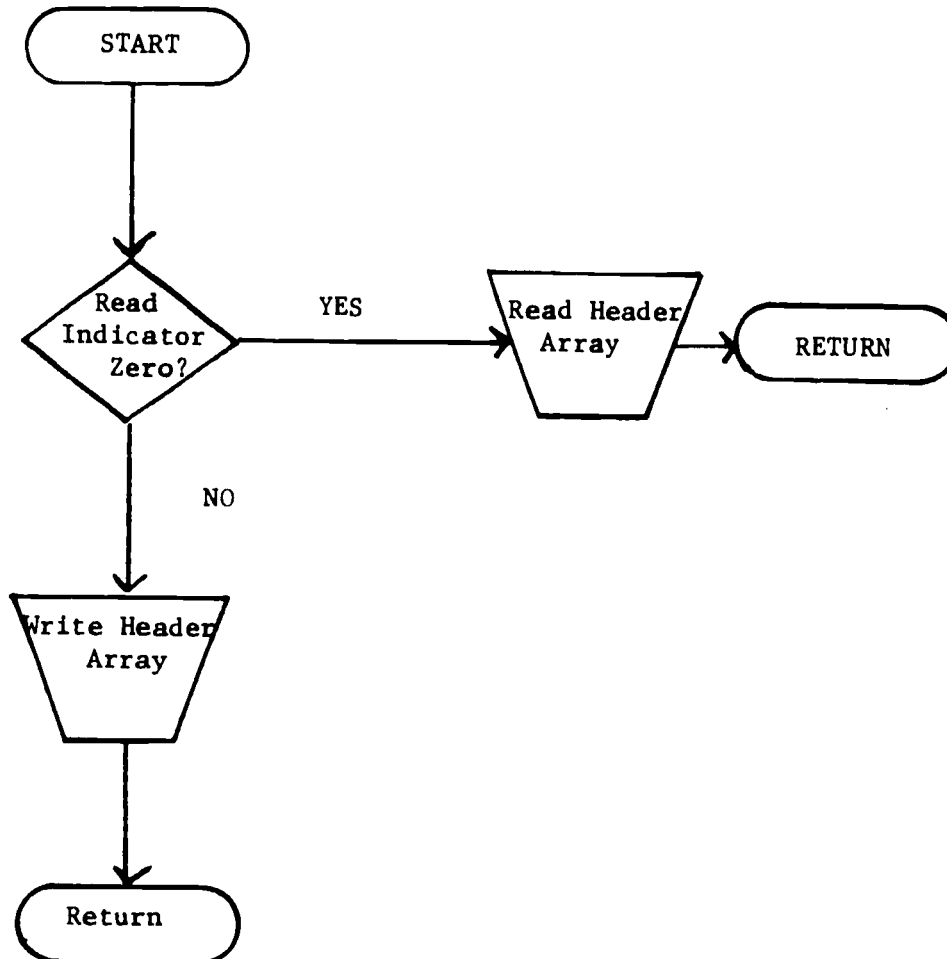 START
Read
Indicator
Zero?
YES
Read Header
Array
RETURN
NO
Write Header
Array
Return